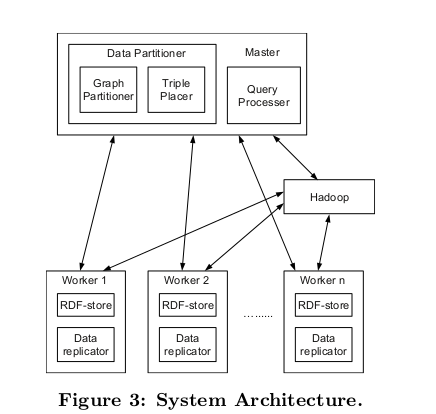 Data Partitioner
Master
Graph
Partitioner
Triple
Placer
Query
Processer
Hadoop
Worker 1
RDF-store
Data
replicator
Worker 2
RDF-store
Data
replicator
.........
Worker n
RDF-store
Data
replicator
Figure 3: System Architecture.